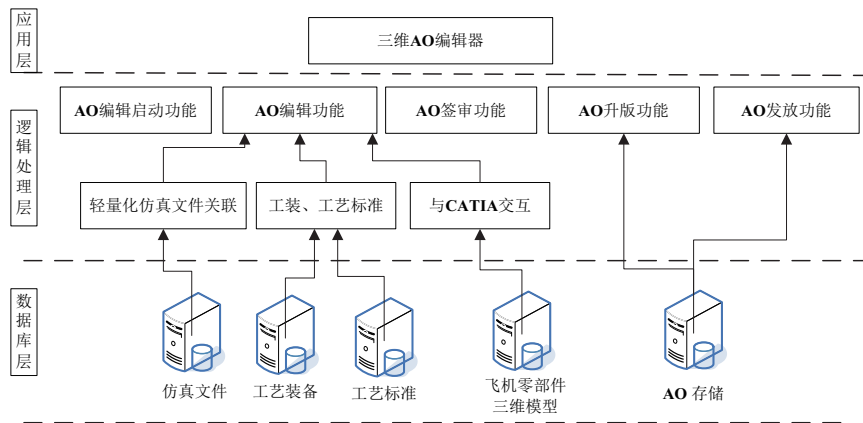 应用层
三维AO编辑器
逻辑处理层
AO编辑启动功能
AO编辑功能
AO签审功能
AO升版功能
AO发放功能
轻量化仿真文件关联
工装、工艺标准
与CATIA交互
数据库层
仿真文件
工艺装备
工艺标准
飞机零部件
三维模型
AO 存储